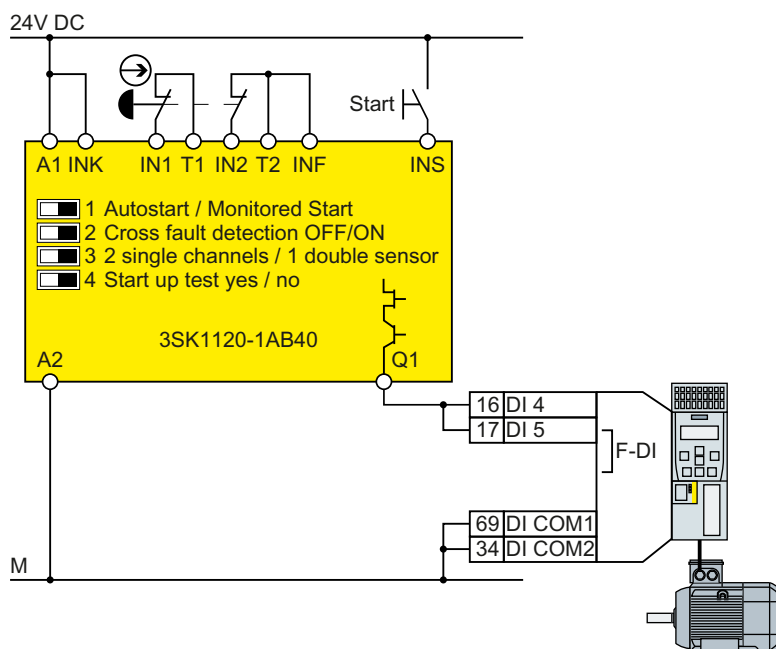 24V DC
Start
A1 INK IN1 T1 IN2 T2 INF INS
1 Autostart / Monitored Start
2 Cross fault detection OFF/ON
3 2 single channels / 1 double sensor
4 Start up test yes / no
3SK1120-1AB40
A2 Q1
16 DI 4
17 DI 5
F-DI
69 DI COM1
34 DI COM2
M